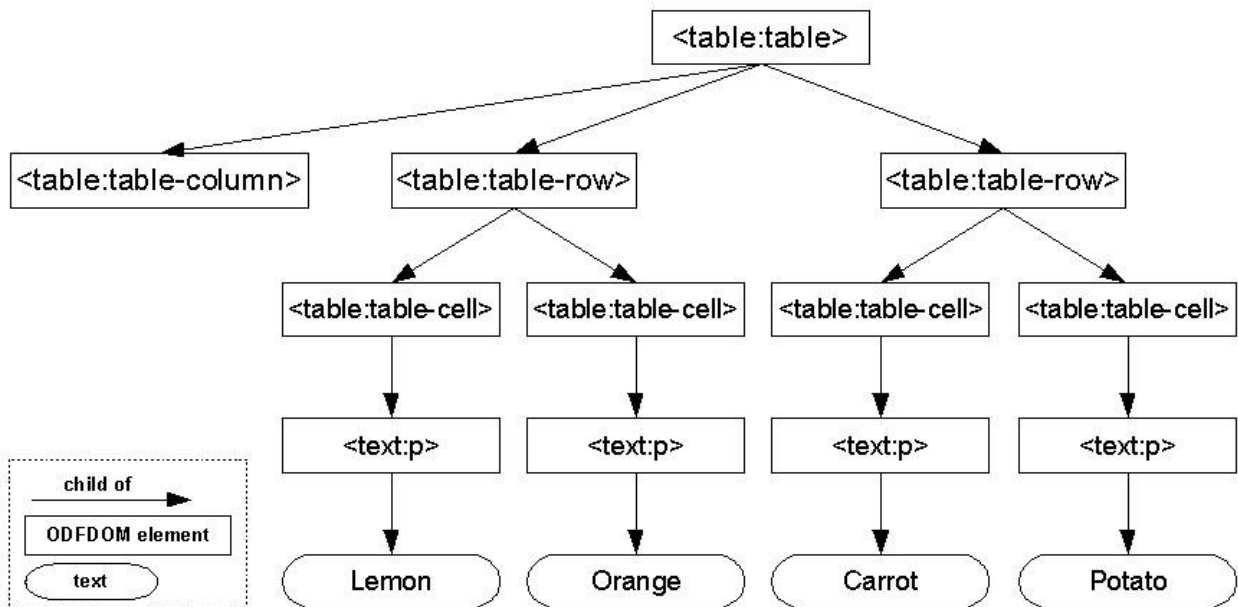 <table:table>
<table:table-column>
<table:table-row>
<table:table-row>
<table:table-cell>
<table:table-cell>
<table:table-cell>
<table:table-cell>
<text:p>
<text:p>
<text:p>
<text:p>
Lemon
Orange
Carrot
Potato
child of
ODFDOM element
text